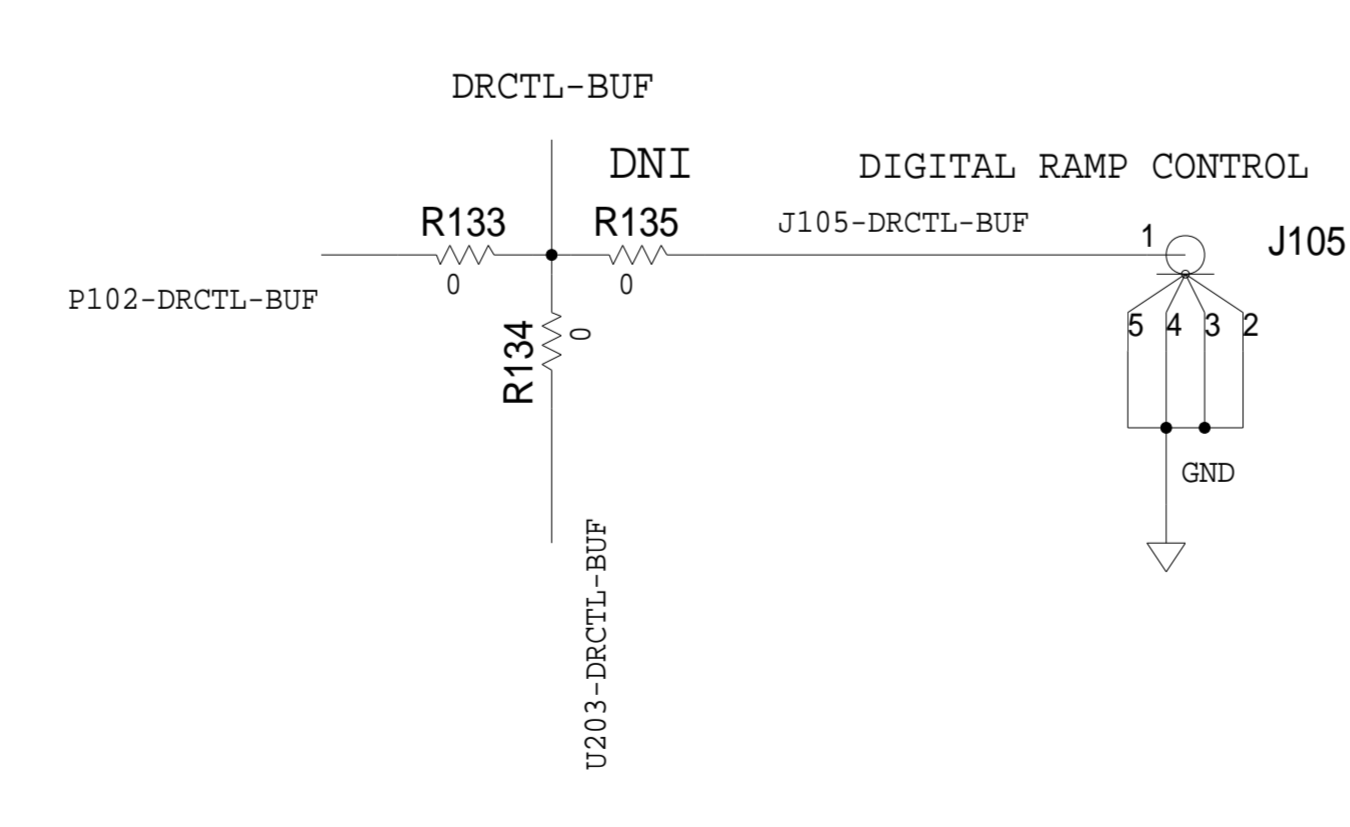 DRCTL-BUF
DNI
DIGITAL RAMP CONTROL
R133
R135
J105-DRCTL-BUF
1
J105
0
0
P102-DRCTL-BUF
R134
0
5
4
3
2
GND
U203-DRCTL-BUF